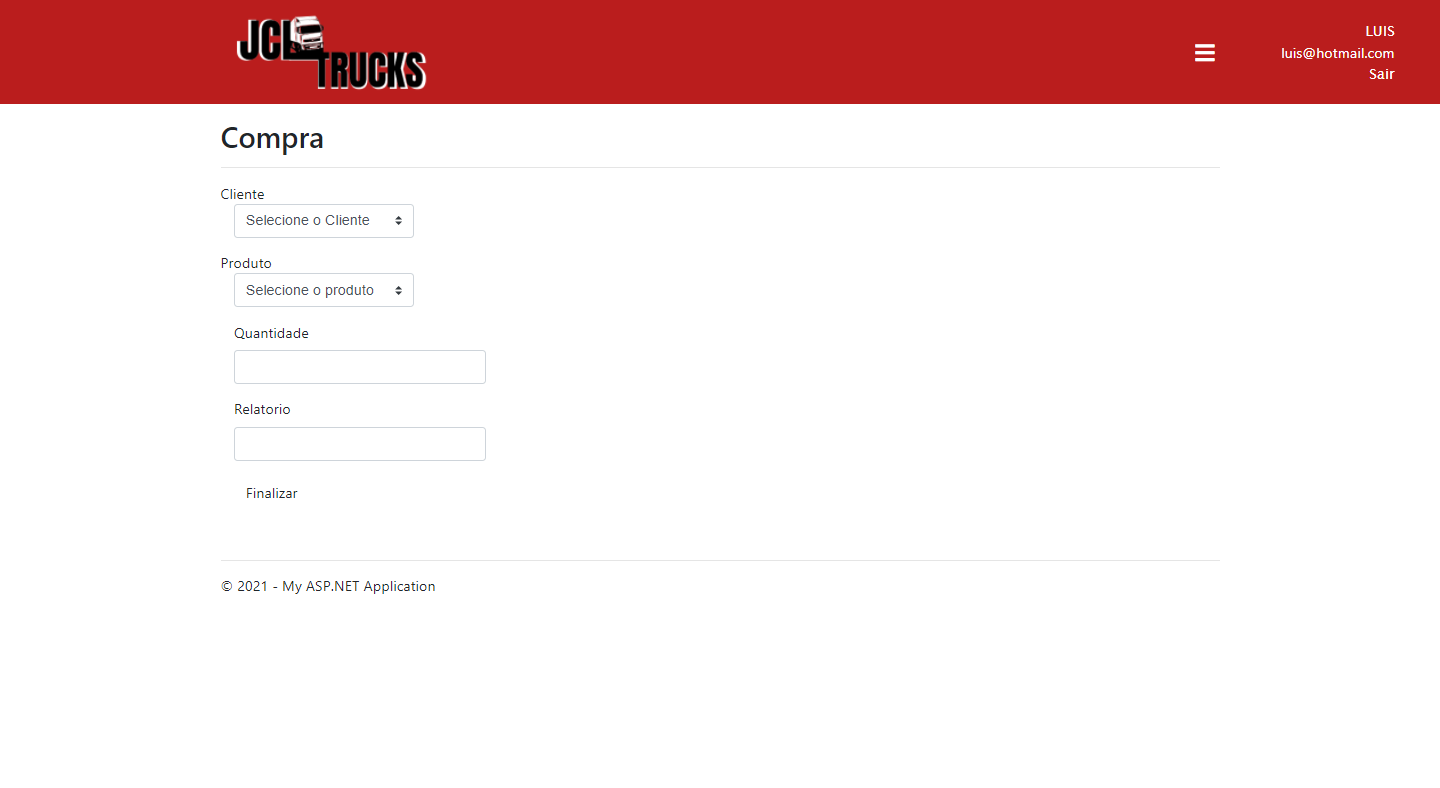 JCL
TRUCKS
LUIS
luis@hotmail.com
Sair
Compra
Cliente
Selecione o Cliente
Produto
Selecione o produto
Quantidade
Relatorio
Finalizar
© 2021 - My ASP.NET Application